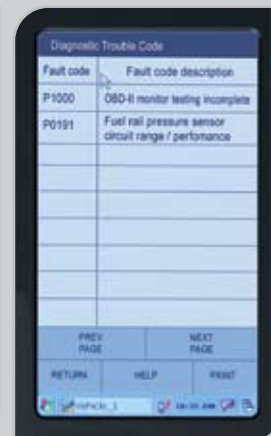 Diagnostic Trouble Code
Fault code Fault code description
P1000 OBD-II monitor testing incomplete
P0191 Fuel rail pressure sensor
circuit range / perfomance
PREV
PAGE
NEXT
PAGE
RETURN HELP PRINT